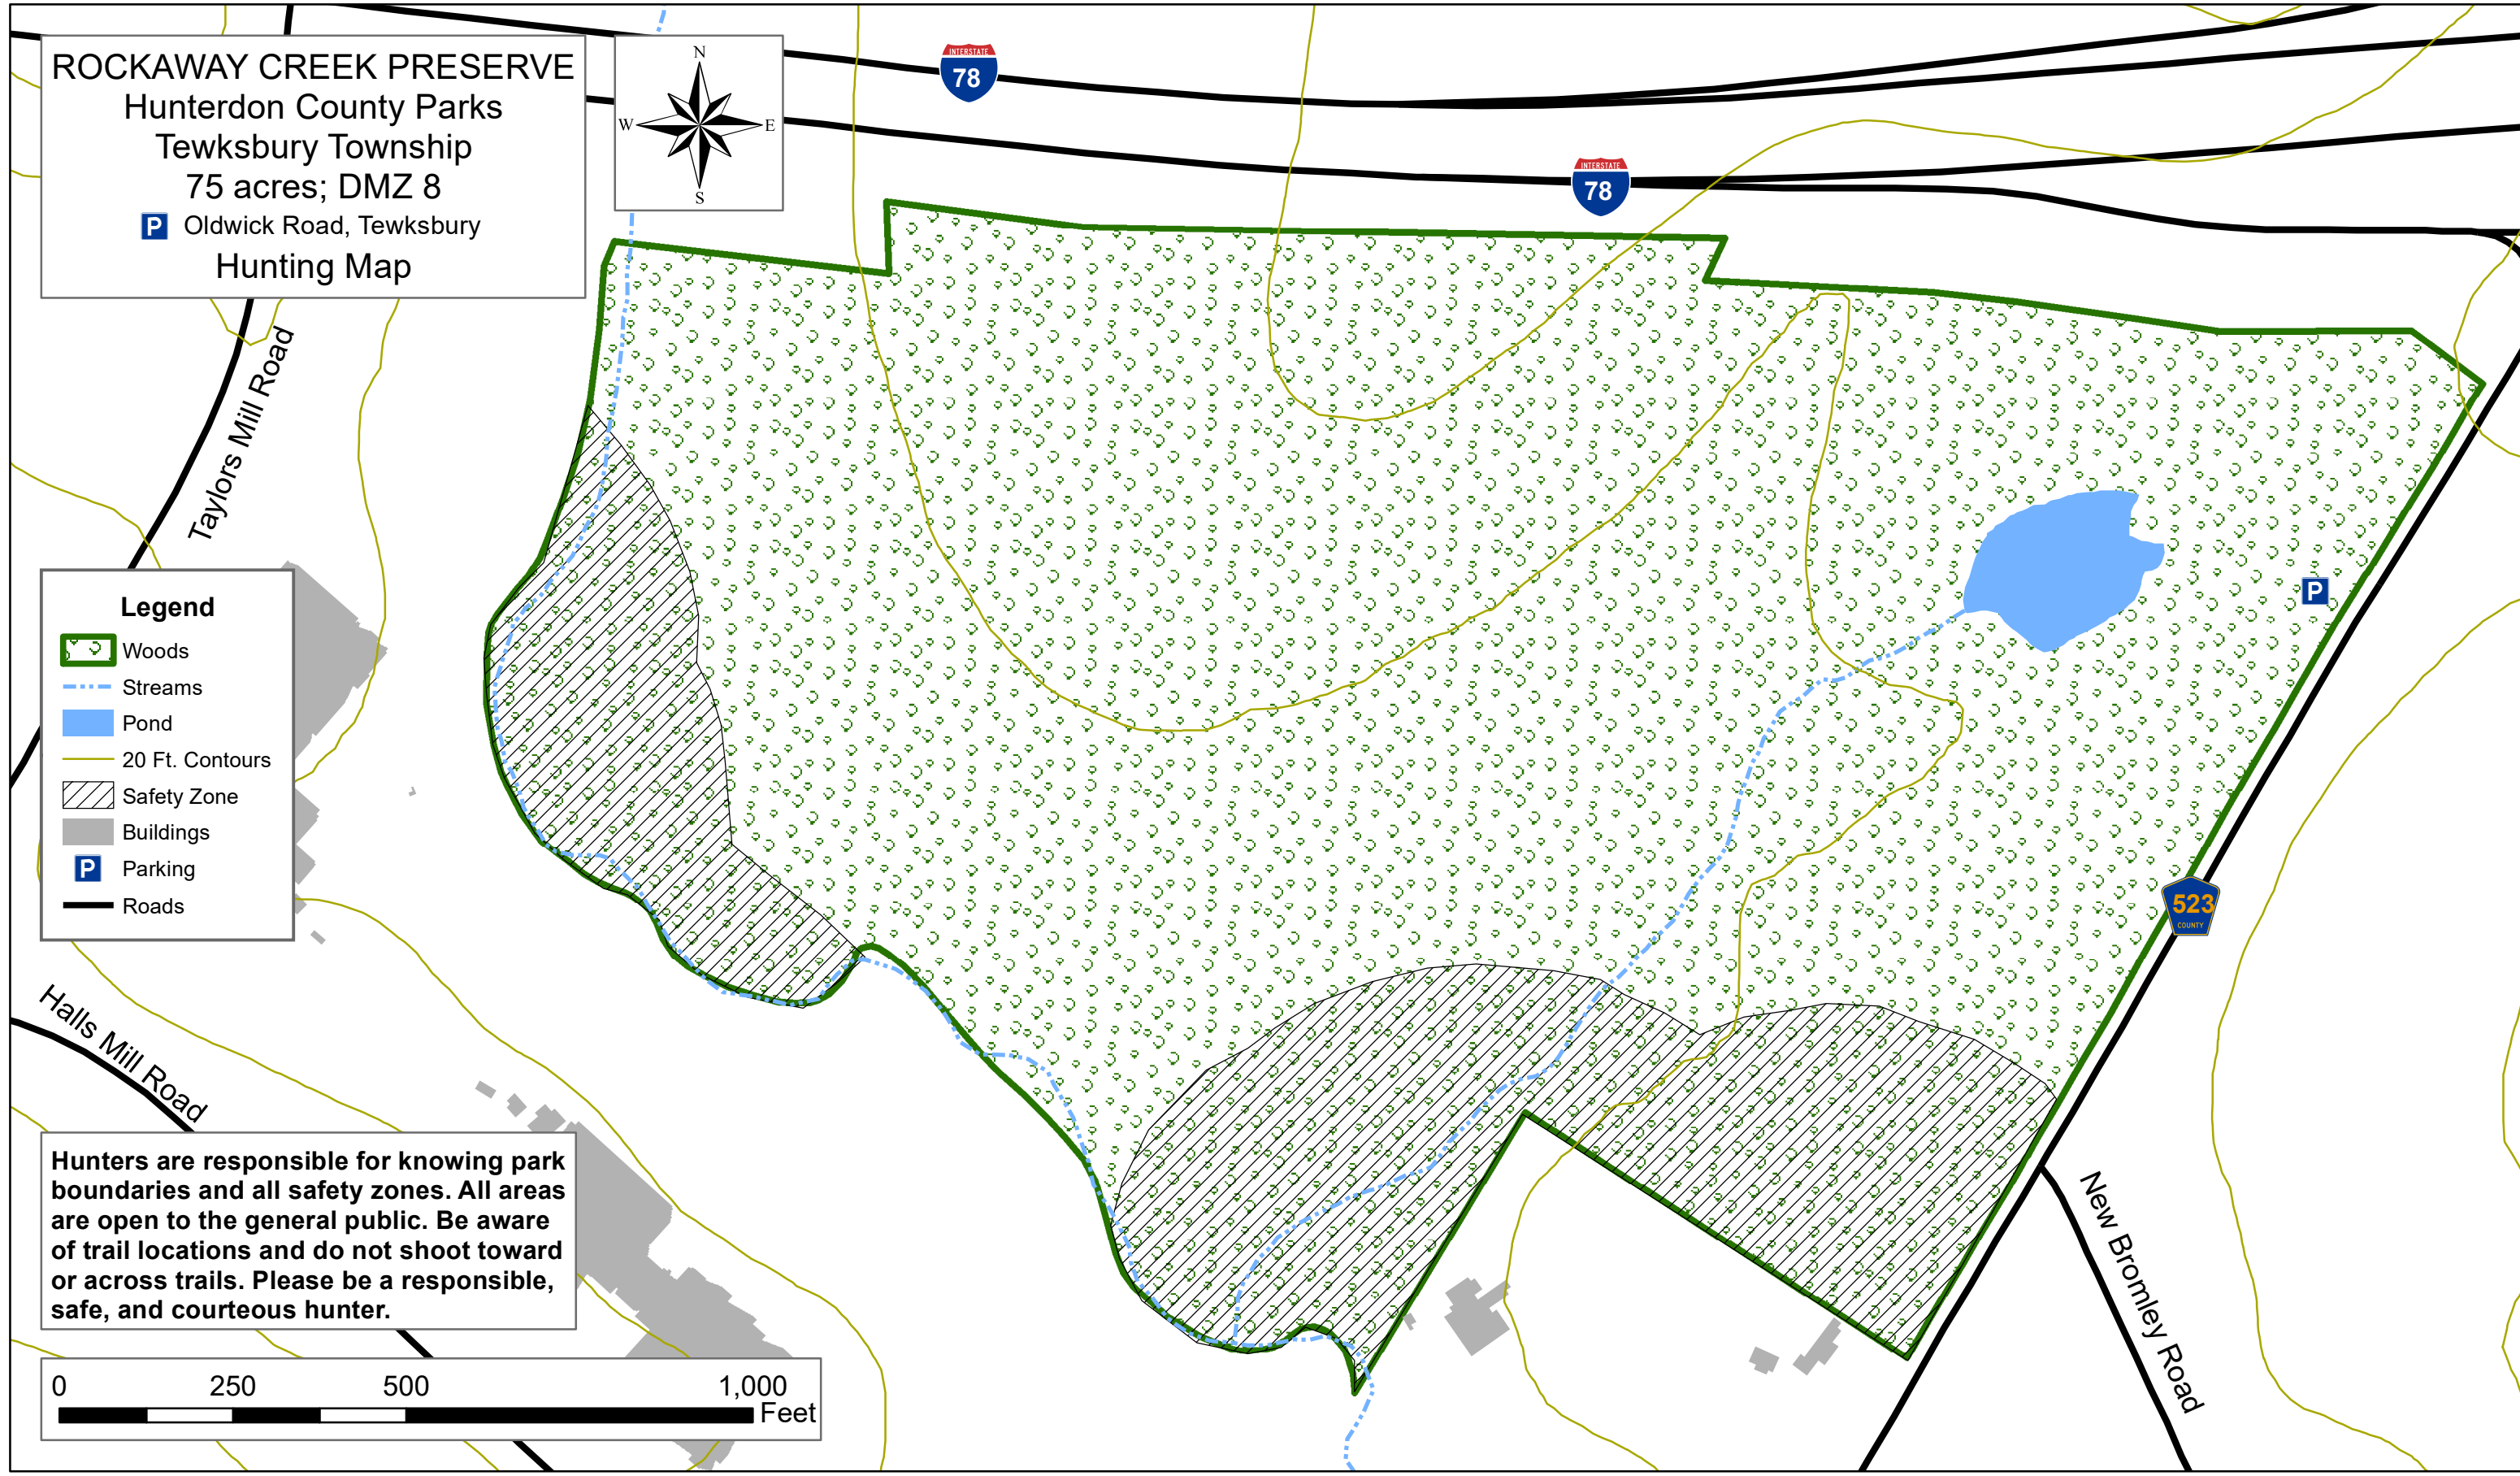 ROCKAWAY CREEK PRESERVE
Hunterdon County Parks
Tewksbury Township
75 acres; DMZ 8
P Oldwick Road, Tewksbury
Hunting Map
N
W E
S
INTERSTATE
78
INTERSTATE
78
Taylors Mill Road
Legend
Woods
Streams
Pond
20 Ft. Contours
Safety Zone
Buildings
P Parking
Roads
P
523
COUNTY
Halls Mill Road
New Bromley Road
Hunters are responsible for knowing park
boundaries and all safety zones. All areas
are open to the general public. Be aware
of trail locations and do not shoot toward
or across trails. Please be a responsible,
safe, and courteous hunter.
0 250 500 1,000
Feet